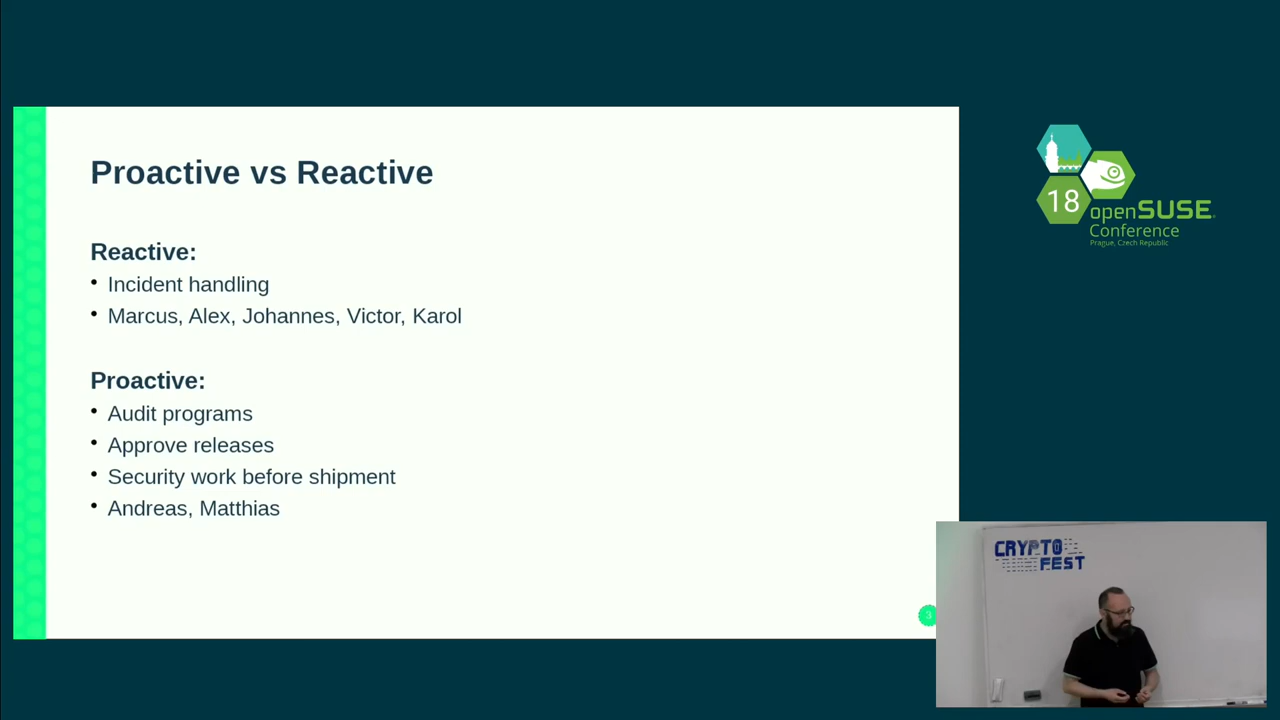 Proactive vs Reactive
Reactive:
• Incident handling
• Marcus, Alex, Johannes, Victor, Karol
Proactive:
• Audit programs
• Approve releases
• Security work before shipment
• Andreas, Matthias
3
18
openSUSE
Conference
Prague, Czech Republic
CRYPTO
FEST